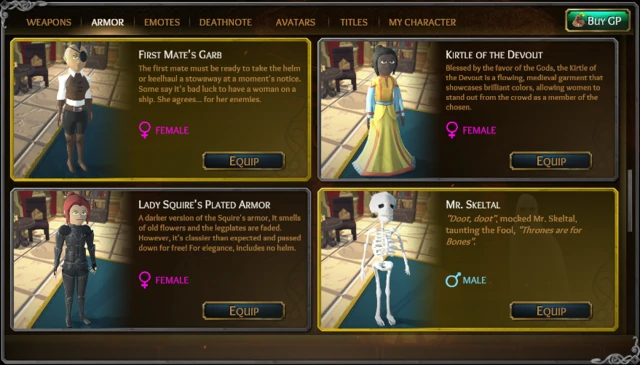 WEAPONS ARMOR EMOTES DEATHNOTE AVATARS TITLES MY CHARACTER BUY GP
FIRST MATE'S GARB
The first mate must be ready to take the helm
or keelhaul a stowaway at a moment's notice.
Some say it's bad luck to have a woman on a
ship. She agrees... for her enemies.
FEMALE
EQUIP
KIRTLE OF THE DEVOUT
Blessed by the favor of the Gods, the Kirtle of
the Devout is a flowing, medieval garment that
showcases brilliant colors, allowing women to
stand out from the crowd as a member of the
chosen.
FEMALE
EQUIP
LADY SQUIRE'S PLATED ARMOR
A darker version of the Squire's armor, it smells
of old flowers and the legplates are faded.
However, it's classier than expected and passed
down for free! For elegance, includes no helm.
FEMALE
EQUIP
MR. SKELTAL
"Doot, doot", mocked Mr. Skeltal,
taunting the Fool, "Thrones are for
Bones".
MALE
EQUIP